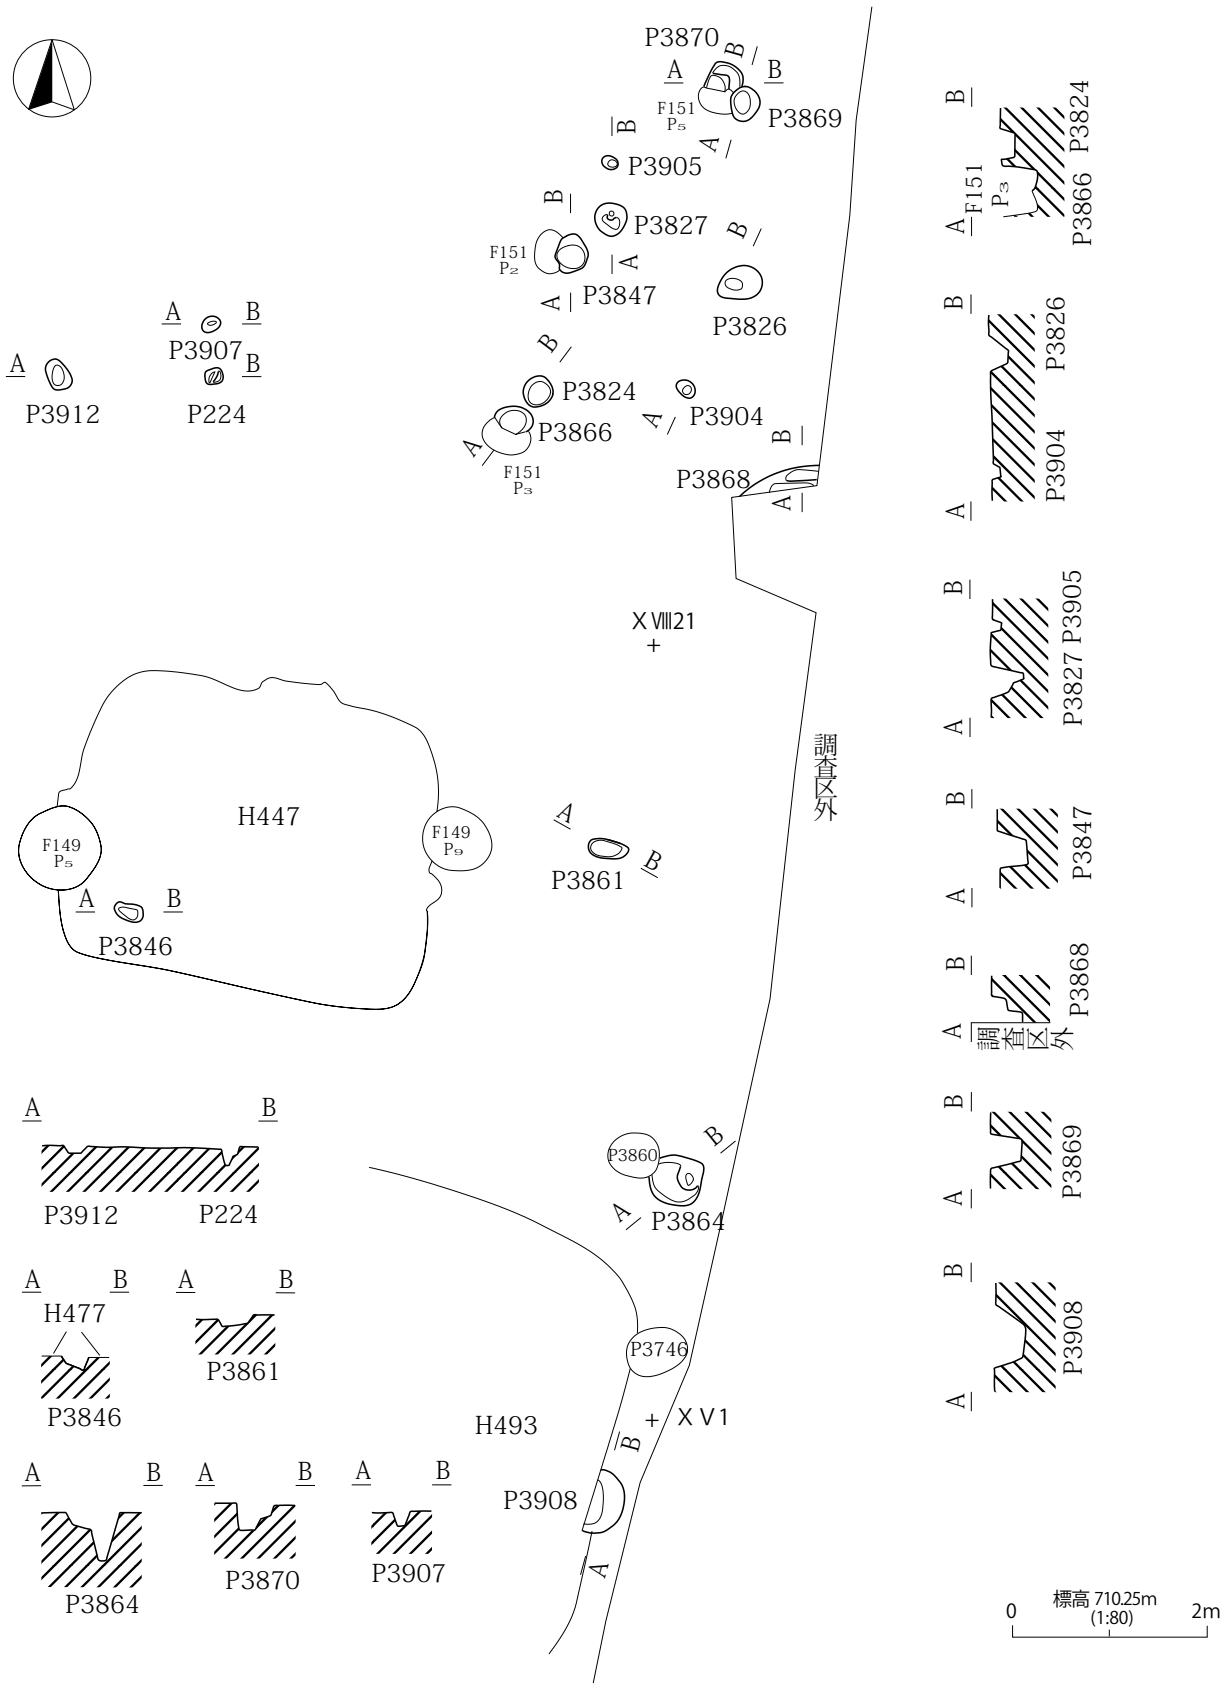 P3870
B
A
B
F151
P5
P3869
A
B
P3905
B
P3827
F151
P2
A
P3847
A
B
P3826
A
B
P3907
A
P3912
B
P224
B
P3824
P3866
A
F151
P3
A
P3904
B
P3868
A
XⅧ21
調査区外
H447
F149
P5
F149
P9
A
B
P3846
A
B
P3861
P3860
B
A
P3864
P3746
XV1
H493
B
P3908
A
A
B
P3912
P224
A
B
H477
P3846
A
B
P3861
A
B
P3864
A
B
P3870
A
B
P3907
B
A
F151
P3
P3824
P3866
B
A
P3826
P3904
B
A
P3905
P3827
B
A
P3847
B
A
P3868
調査区外
B
A
P3869
B
A
P3908
標高 710.25m
0
(1:80)
2m